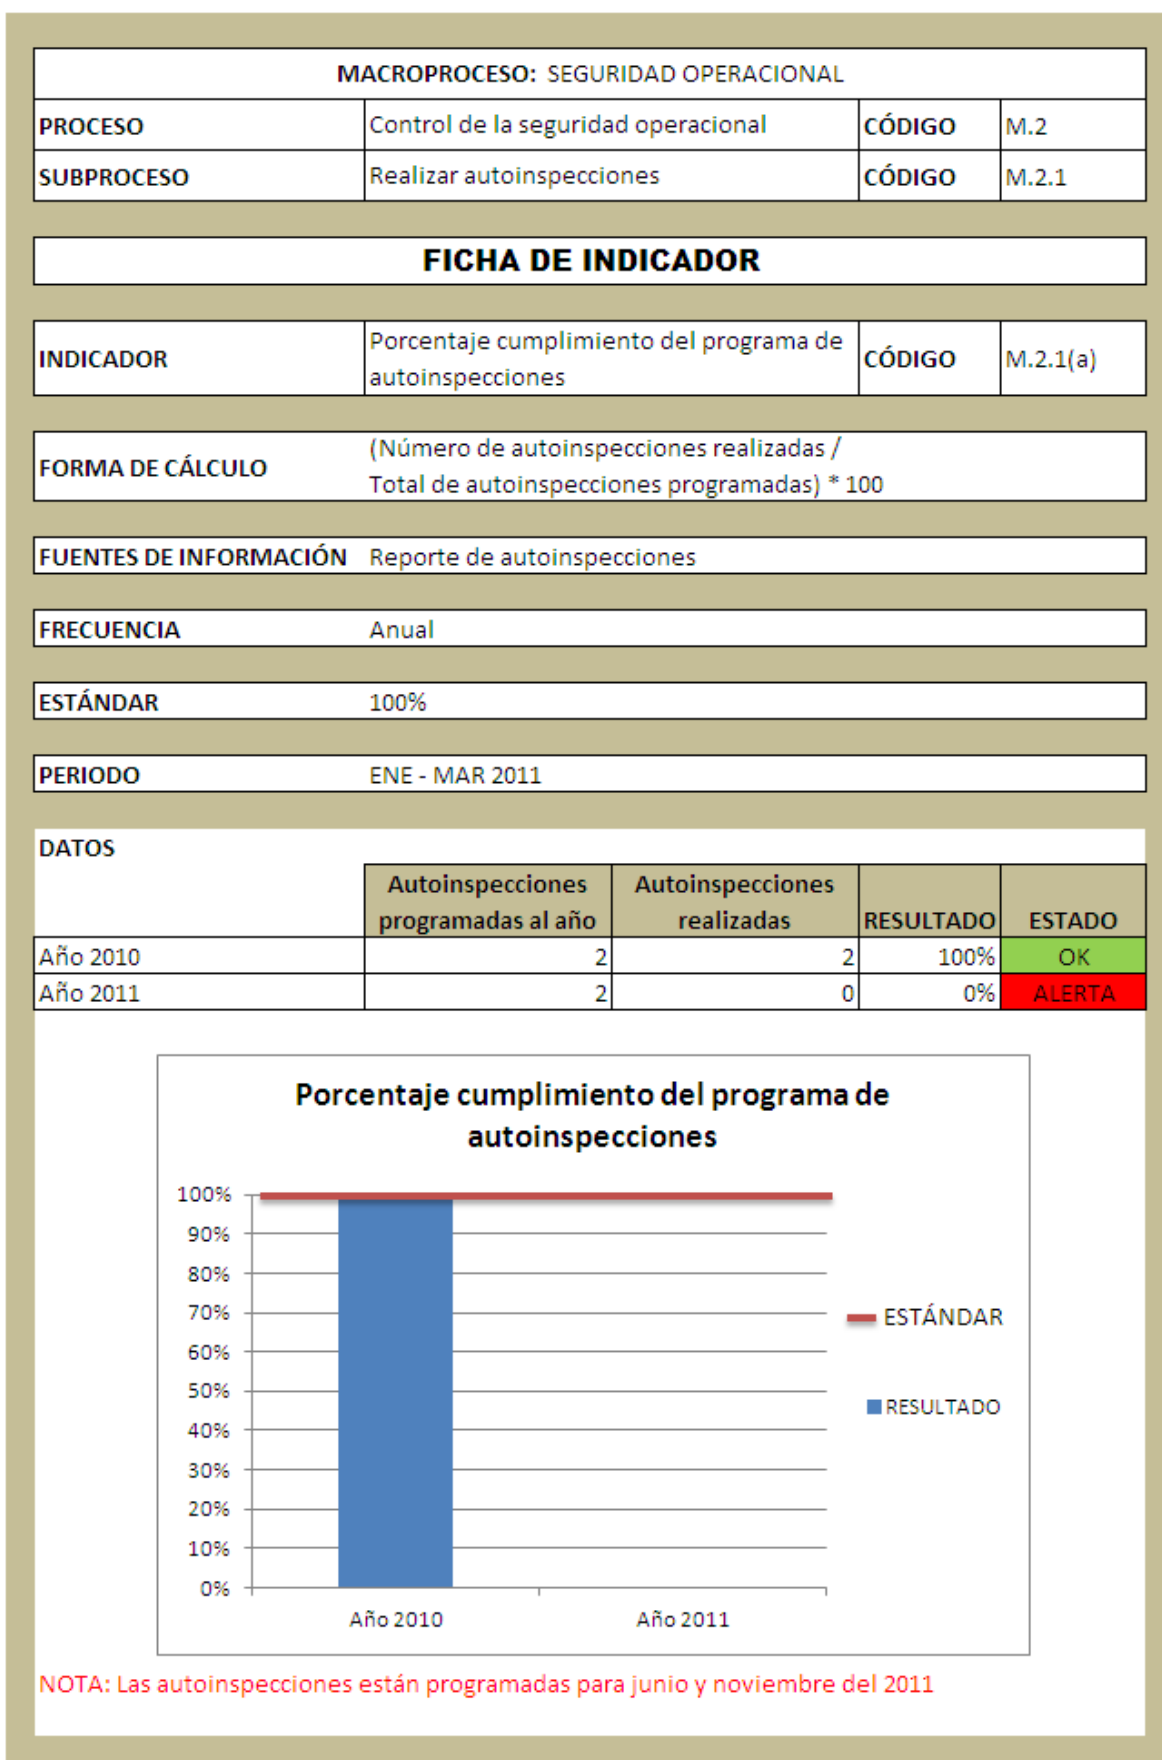 MACROPROCESO: SEGURIDAD OPERACIONAL
PROCESO Control de la seguridad operacional CÓDIGO M.2
SUBPROCESO Realizar autoinspecciones CÓDIGO M.2.1
FICHA DE INDICADOR
INDICADOR Porcentaje cumplimiento del programa de autoinspecciones CÓDIGO M.2.1(a)
FORMA DE CÁLCULO (Número de autoinspecciones realizadas /
Total de autoinspecciones programadas) * 100
FUENTES DE INFORMACIÓN Reporte de autoinspecciones
FRECUENCIA Anual
ESTÁNDAR 100%
PERIODO ENE - MAR 2011
DATOS
Autoinspecciones programadas al año Autoinspecciones realizadas RESULTADO ESTADO
Año 2010 2 2 100% OK
Año 2011 2 0 0% ALERTA
Porcentaje cumplimiento del programa de
autoinspecciones
100%
90%
80%
70%
60%
50%
40%
30%
20%
10%
0%
Año 2010 Año 2011
ESTÁNDAR
RESULTADO
NOTA: Las autoinspecciones están programadas para junio y noviembre del 2011